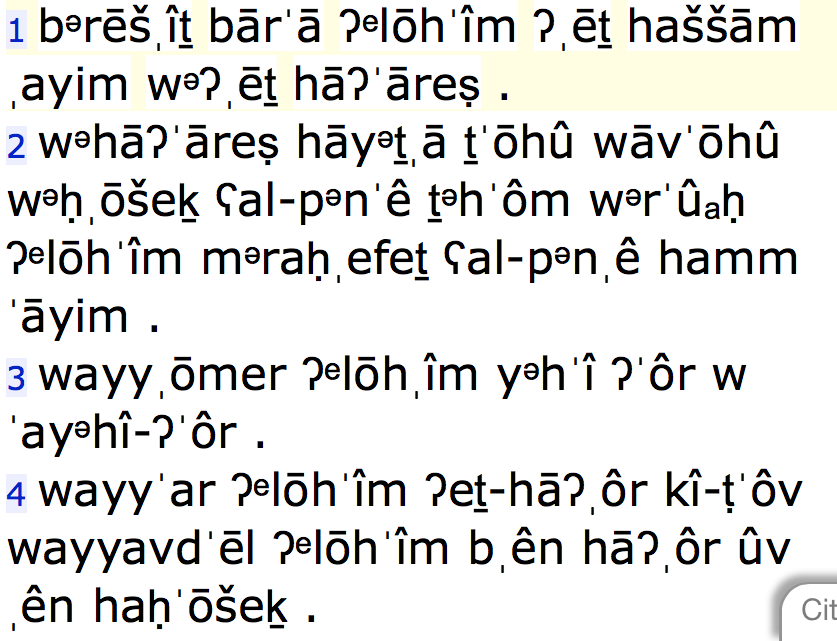 1 bᵊrēšˌîṯ bārˈā ʔᵉlōhˈîm ʔˌēṯ haššām
ˌayim wᵊʔˌēṯ hāʔˈāreṣ .
2 wᵊhāʔˈāreṣ hāyᵊṯˌā ṯˈōhû wāvˈōhû
wᵊḥˌōšeḵ ʕal-pᵊnˈê ṯᵊhˈôm wᵊrˈûₐḥ
ʔᵉlōhˈîm mᵊraḥˌefeṯ ʕal-pᵊnˌê hamm
ˈāyim .
3 wayyˌōmer ʔᵉlōhˌîm yᵊhˈî ʔˈôr w
ˈayᵊhî-ʔˈôr .
4 wayyˈar ʔᵉlōhˈîm ʔeṯ-hāʔˌôr kî-ṭˈôv
wayyavdˈēl ʔᵉlōhˈîm bˌên hāʔˌôr ûv
ˌên haḥˈōšeḵ .
Cit